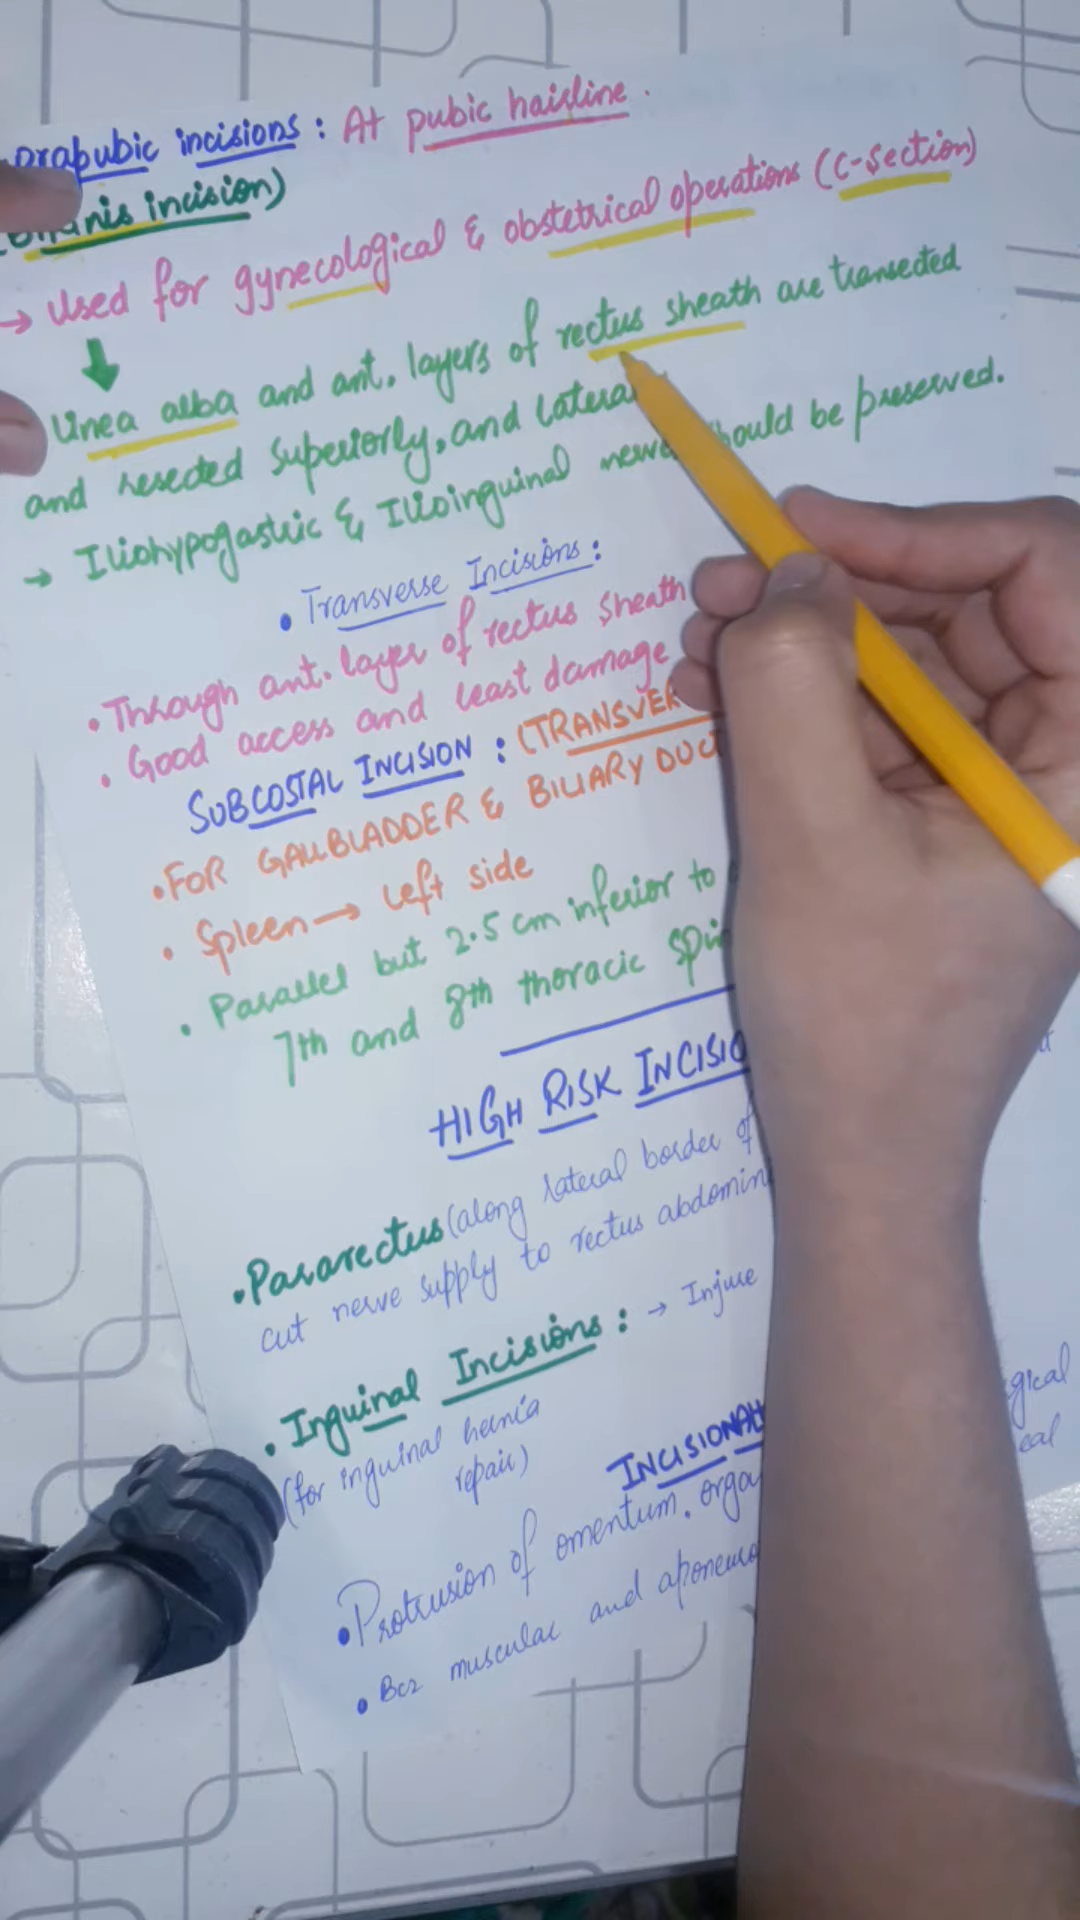 prapubic incisions : At pubic hairline .
incision)
→ Used for gynecological & obstetrical operations (C-Section)
Linea alba and ant. layers of rectus sheath are transected
and resected superiorly, and Latera
→ Iliohypogastric & Ilioinguinal nerve should be preserved.
• Transverse Incisions :
• Through ant. layer of rectus sheath
• Good access and least damage
SUBCOSTAL INCISION : (TRANSVER
• FOR GALLBLADDER & BILIARY DUCT
• Spleen → Left side
• Parallel but 2.5 cm inferior to
7th and 8th thoracic spi
HIGH RISK INCISIO
• Pararectus (along lateral border of
cut nerve supply to rectus abdomin
• Inguinal Incisions : → Injure
(for inguinal hernia
repair)
gical
INCISIONAL
• Protrusion of omentum. orga
• Bcz muscular and aponeuro